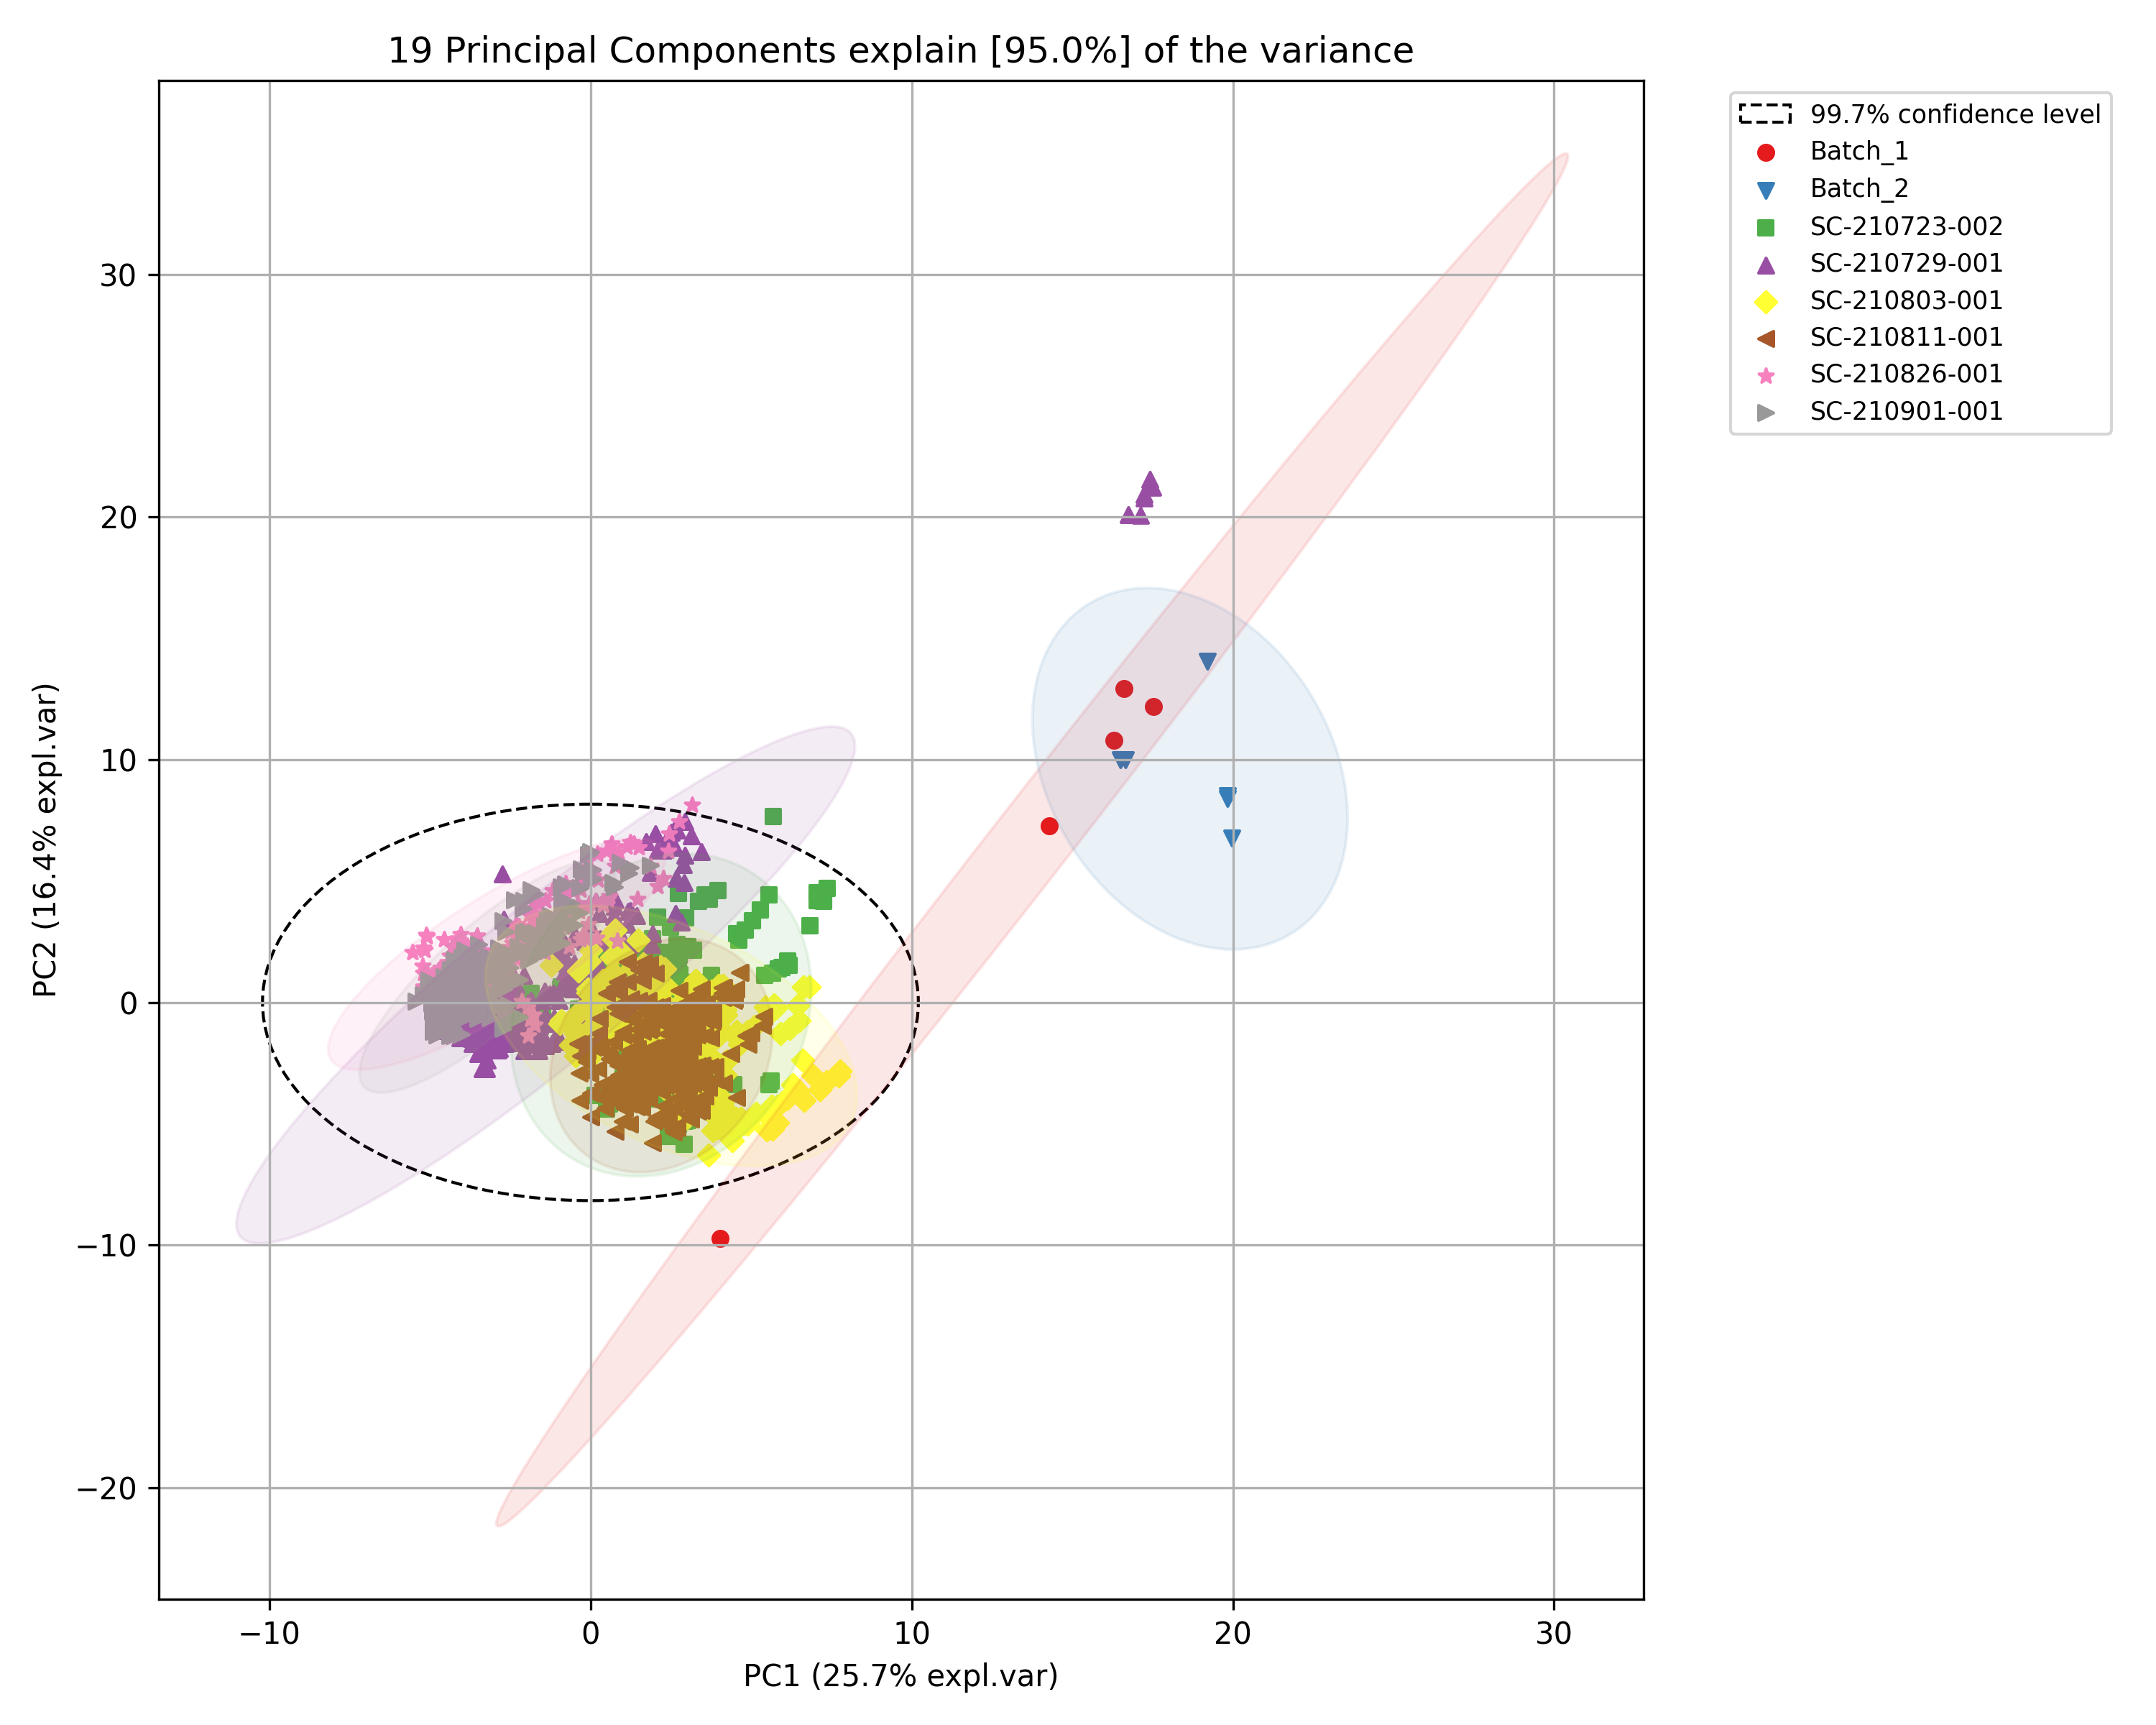 19 Principal Components explain [95.0%] of the variance
99.7% confidence level
Batch_1
Batch_2
SC-210723-002
SC-210729-001
SC-210803-001
SC-210811-001
SC-210826-001
SC-210901-001
PC2 (16.4% expl.var)
30
20
10
0
−10
−20
−10
0
10
20
30
PC1 (25.7% expl.var)